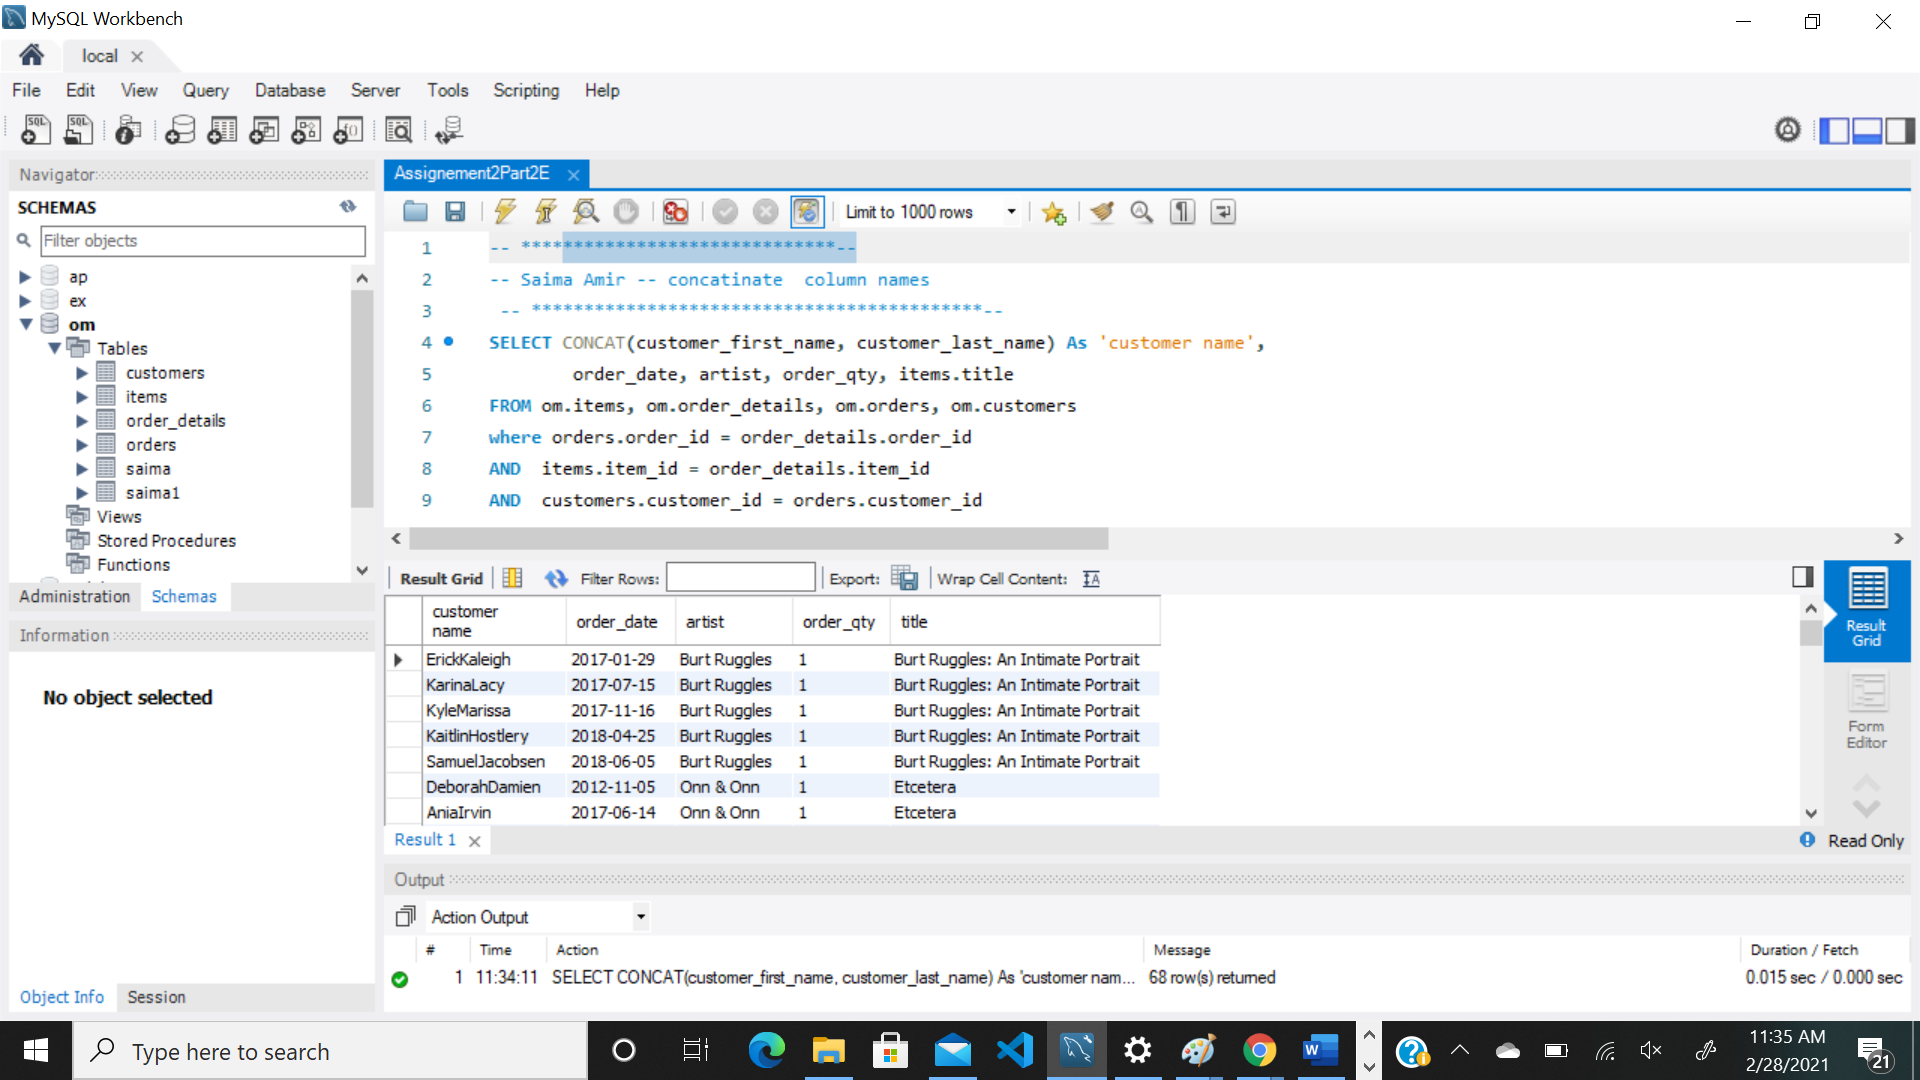 MySQL Workbench
local
File Edit View Query Database Server Tools Scripting Help
Navigator
SCHEMAS
Filter objects
ap
ex
om
Tables
customers
items
order_details
orders
saima
saima1
Views
Stored Procedures
Functions
Administration Schemas
Information
No object selected
Object Info Session
Assignement2Part2E
Limit to 1000 rows
1 -- ******************************--
2 -- Saima Amir -- concatinate  column names
3 -- *******************************************--
4 SELECT CONCAT(customer_first_name, customer_last_name) As 'customer name',
5 order_date, artist, order_qty, items.title
6 FROM om.items, om.order_details, om.orders, om.customers
7 where orders.order_id = order_details.order_id
8 AND  items.item_id = order_details.item_id
9 AND  customers.customer_id = orders.customer_id
Result Grid Filter Rows: Export: Wrap Cell Content:
customer name order_date artist order_qty title
ErickKaleigh 2017-01-29 Burt Ruggles 1 Burt Ruggles: An Intimate Portrait
KarinaLacy 2017-07-15 Burt Ruggles 1 Burt Ruggles: An Intimate Portrait
KyleMarissa 2017-11-16 Burt Ruggles 1 Burt Ruggles: An Intimate Portrait
KaitlinHostlery 2018-04-25 Burt Ruggles 1 Burt Ruggles: An Intimate Portrait
SamuelJacobsen 2018-06-05 Burt Ruggles 1 Burt Ruggles: An Intimate Portrait
DeborahDamien 2012-11-05 Onn & Onn 1 Etcetera
AniaIrvin 2017-06-14 Onn & Onn 1 Etcetera
Result Grid
Form Editor
Result 1
Read Only
Output
Action Output
# Time Action Message Duration / Fetch
1 11:34:11 SELECT CONCAT(customer_first_name, customer_last_name) As 'customer nam... 68 row(s) returned 0.015 sec / 0.000 sec
Type here to search
11:35 AM
2/28/2021
21